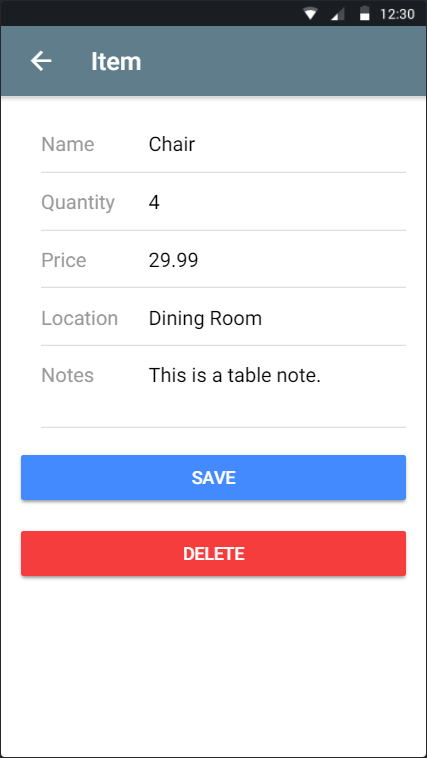 12:30
Item
Name Chair
Quantity 4
Price 29.99
Location Dining Room
Notes This is a table note.
SAVE
DELETE